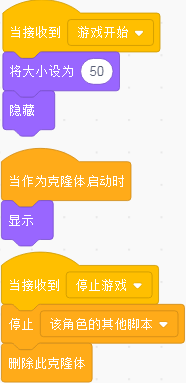 当接收到 游戏开始
将大小设为 50
隐藏
当作为克隆体启动时
显示
当接收到 停止游戏
停止 该角色的其他脚本
删除此克隆体